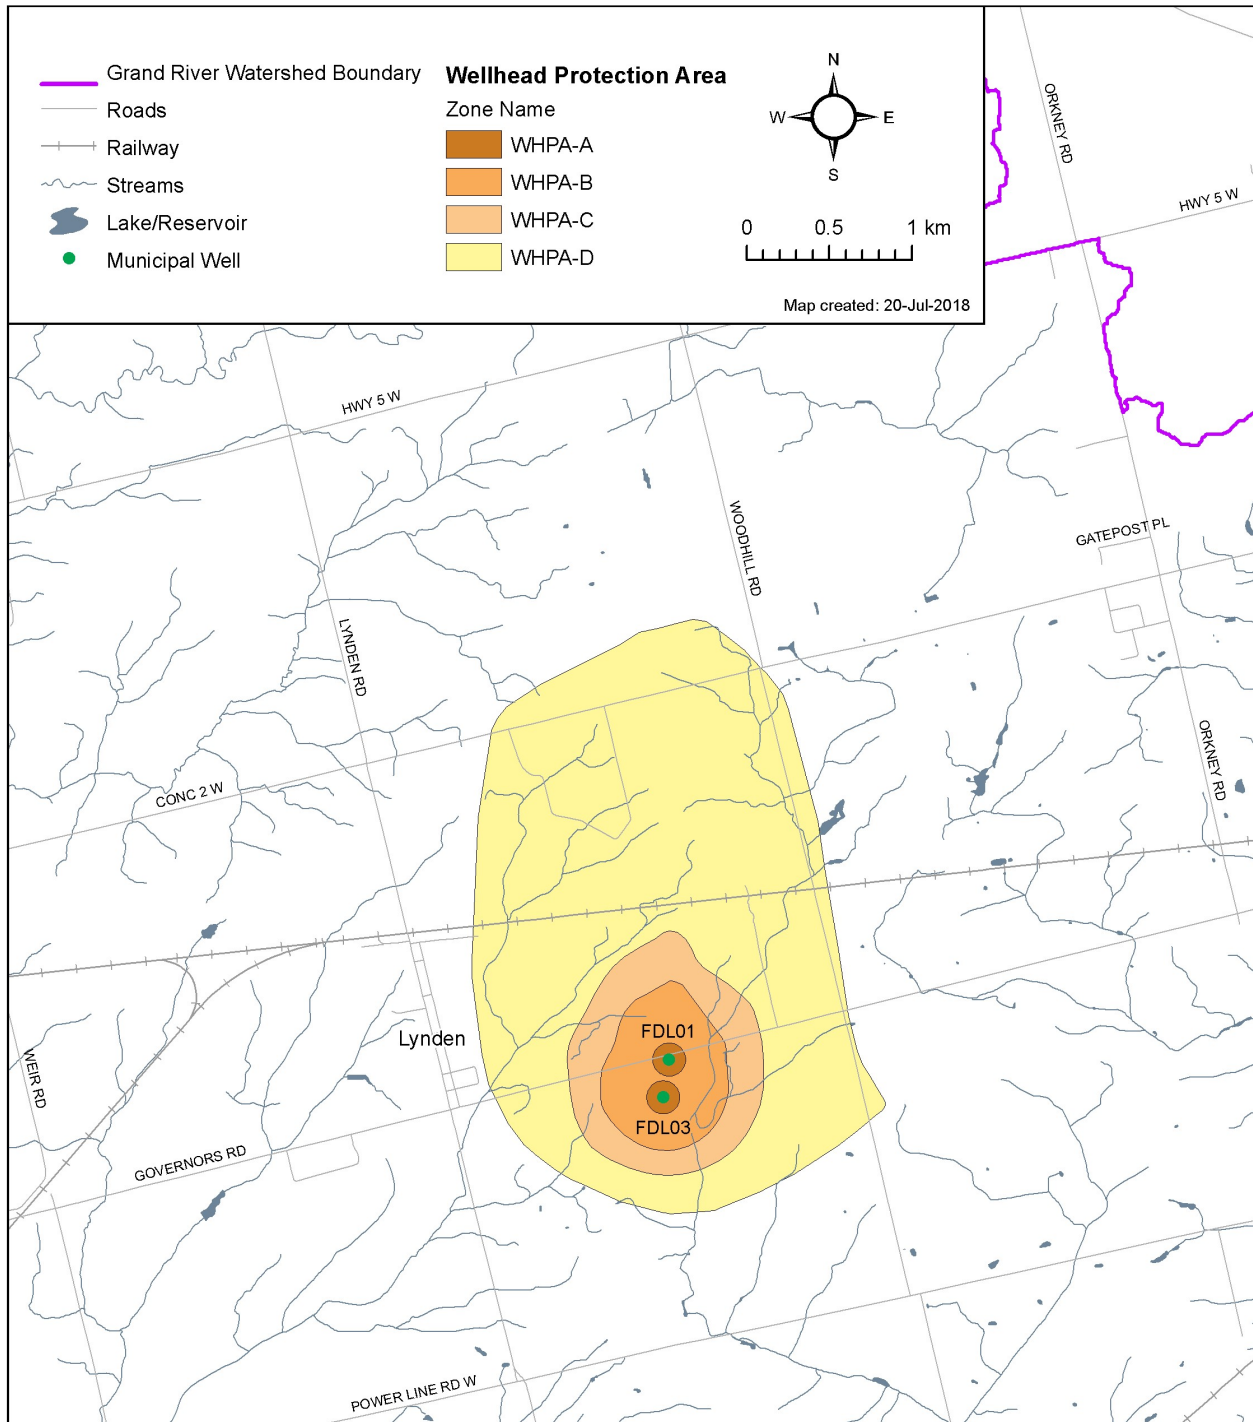 Grand River Watershed Boundary
Roads
Railway
Streams
Lake/Reservoir
Municipal Well
Wellhead Protection Area
Zone Name
WHPA-A
WHPA-B
WHPA-C
WHPA-D
N
W E
S
0 0.5 1 km
Map created: 20-Jul-2018
ORKNEY RD
HWY 5 W
HWY 5 W
WOODHILL RD
GATEPOST PL
LYNDEN RD
ORKNEY RD
CONC 2 W
Lynden
FDL01
WEIR RD
FDL03
GOVERNORS RD
POWER LINE RD W